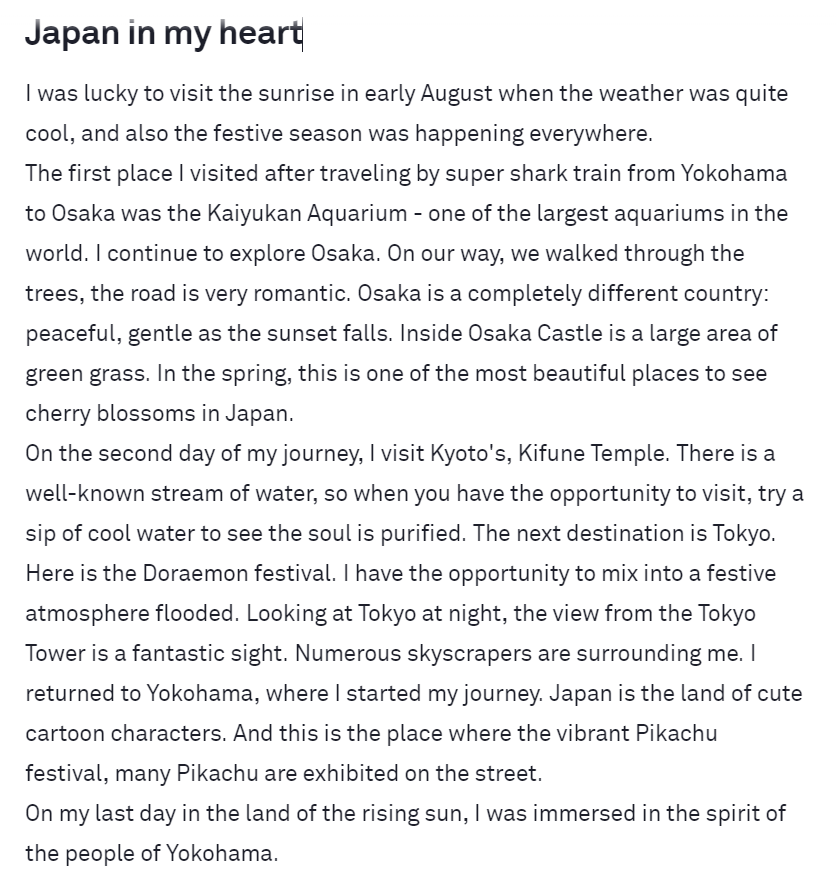 Japan in my heart
I was lucky to visit the sunrise in early August when the weather was quite
cool, and also the festive season was happening everywhere.
The first place I visited after traveling by super shark train from Yokohama
to Osaka was the Kaiyukan Aquarium - one of the largest aquariums in the
world. I continue to explore Osaka. On our way, we walked through the
trees, the road is very romantic. Osaka is a completely different country:
peaceful, gentle as the sunset falls. Inside Osaka Castle is a large area of
green grass. In the spring, this is one of the most beautiful places to see
cherry blossoms in Japan.
On the second day of my journey, I visit Kyoto's, Kifune Temple. There is a
well-known stream of water, so when you have the opportunity to visit, try a
sip of cool water to see the soul is purified. The next destination is Tokyo.
Here is the Doraemon festival. I have the opportunity to mix into a festive
atmosphere flooded. Looking at Tokyo at night, the view from the Tokyo
Tower is a fantastic sight. Numerous skyscrapers are surrounding me. I
returned to Yokohama, where I started my journey. Japan is the land of cute
cartoon characters. And this is the place where the vibrant Pikachu
festival, many Pikachu are exhibited on the street.
On my last day in the land of the rising sun, I was immersed in the spirit of
the people of Yokohama.